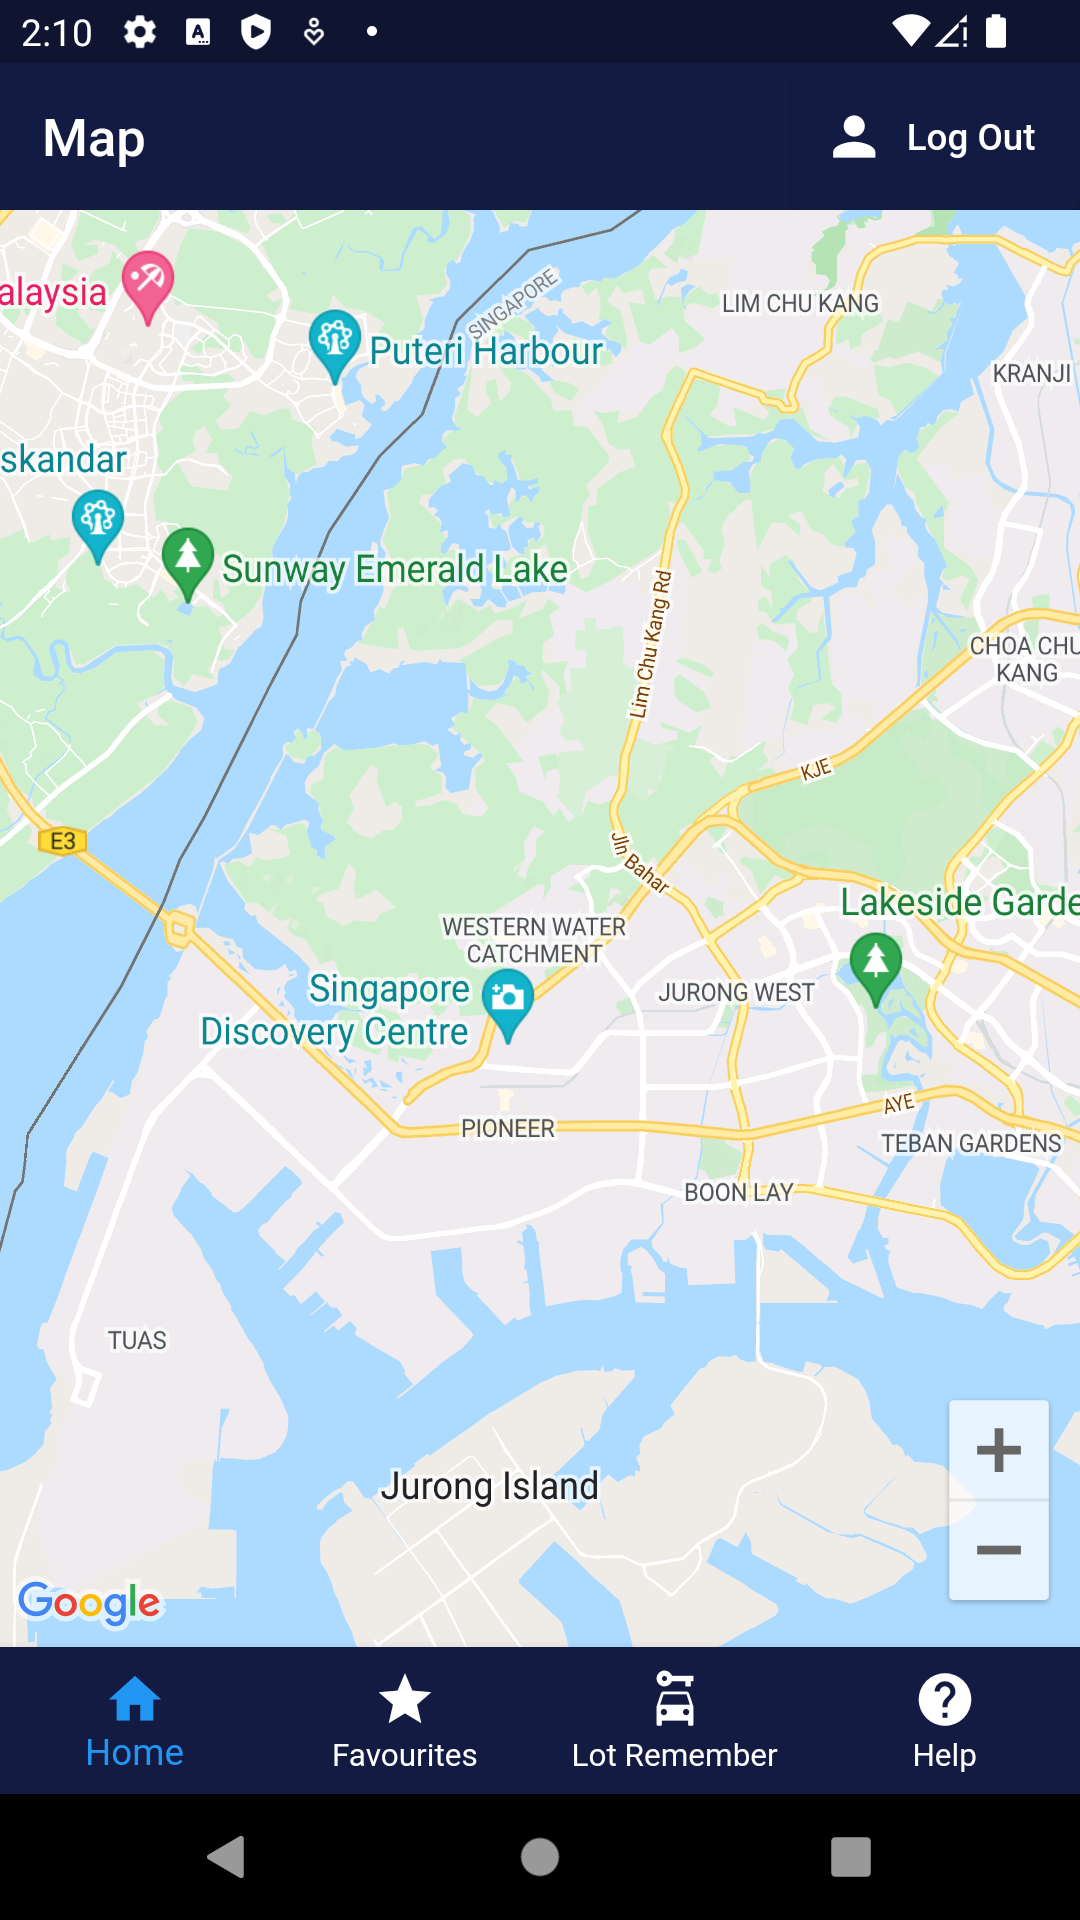 2:10
Map
Log Out
alaysia
SINGAPORE
LIM CHU KANG
Puteri Harbour
KRANJI
skandar
Sunway Emerald Lake
Lim Chu Kang Rd
CHOA CHU
KANG
KJE
E3
Jln Bahar
Lakeside Garde
WESTERN WATER
CATCHMENT
Singapore
Discovery Centre
JURONG WEST
AYE
PIONEER
TEBAN GARDENS
BOON LAY
TUAS
Jurong Island
+
−
Google
Home
Favourites
Lot Remember
Help